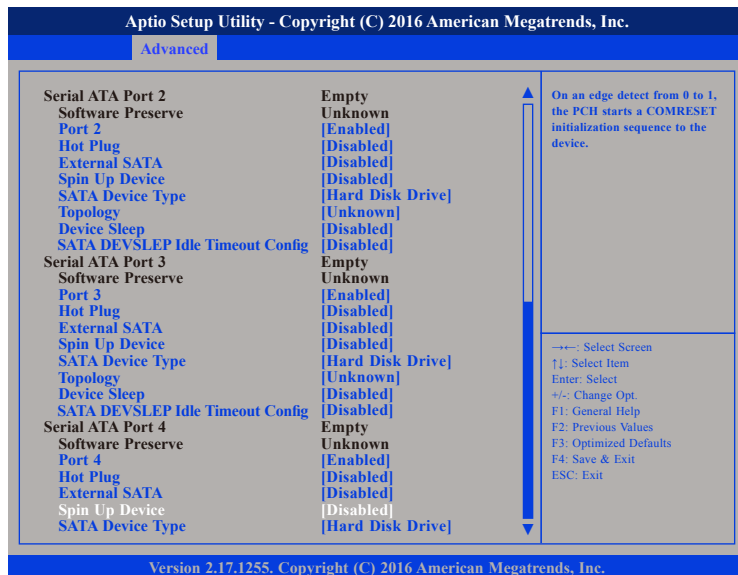 Aptio Setup Utility - Copyright (C) 2016 American Megatrends, Inc.
Advanced
Serial ATA Port 2 Empty
Software Preserve Unknown
Port 2 [Enabled]
Hot Plug [Disabled]
External SATA [Disabled]
Spin Up Device [Disabled]
SATA Device Type [Hard Disk Drive]
Topology [Unknown]
Device Sleep [Disabled]
SATA DEVSLEP Idle Timeout Config [Disabled]
Serial ATA Port 3 Empty
Software Preserve Unknown
Port 3 [Enabled]
Hot Plug [Disabled]
External SATA [Disabled]
Spin Up Device [Disabled]
SATA Device Type [Hard Disk Drive]
Topology [Unknown]
Device Sleep [Disabled]
SATA DEVSLEP Idle Timeout Config [Disabled]
Serial ATA Port 4 Empty
Software Preserve Unknown
Port 4 [Enabled]
Hot Plug [Disabled]
External SATA [Disabled]
Spin Up Device [Disabled]
SATA Device Type [Hard Disk Drive]
On an edge detect from 0 to 1,
the PCH starts a COMRESET
initialization sequence to the
device.
→←: Select Screen
↑↓: Select Item
Enter: Select
+/-: Change Opt.
F1: General Help
F2: Previous Values
F3: Optimized Defaults
F4: Save & Exit
ESC: Exit
Version 2.17.1255. Copyright (C) 2016 American Megatrends, Inc.